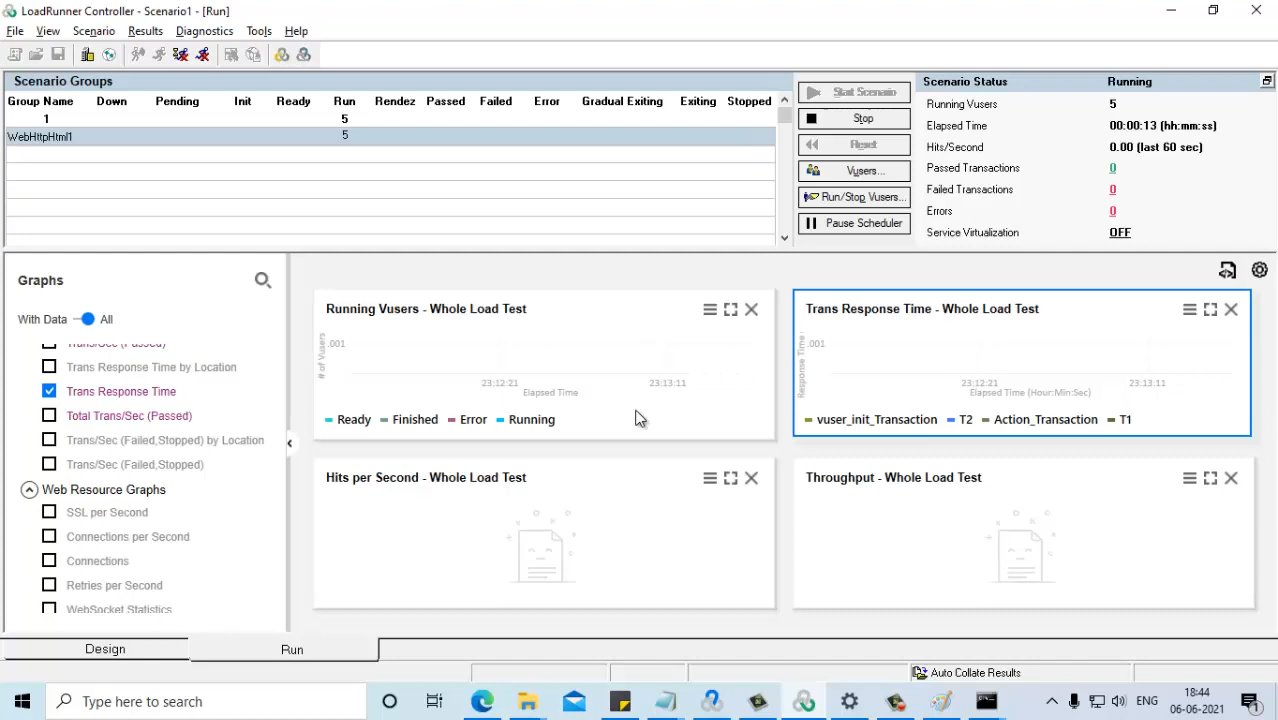 LoadRunner Controller - Scenario1 - [Run]
File View Scenario Results Diagnostics Tools Help
Scenario Groups
Group Name Down Pending Init Ready Run Rendez Passed Failed Error Gradual Exiting Exiting Stopped
1 5
WebHttpHtml1 5
Start Scenario
Stop
Reset
Vusers...
Run/Stop Vusers...
Pause Scheduler
Scenario Status Running
Running Vusers 5
Elapsed Time 00:00:13 (hh:mm:ss)
Hits/Second 0.00 (last 60 sec)
Passed Transactions 0
Failed Transactions 0
Errors 0
Service Virtualization OFF
Graphs
With Data All
Trans/Sec (Passed)
Trans Response Time by Location
Trans Response Time
Total Trans/Sec (Passed)
Trans/Sec (Failed,Stopped) by Location
Trans/Sec (Failed,Stopped)
Web Resource Graphs
SSL per Second
Connections per Second
Connections
Retries per Second
WebSocket Statistics
Running Vusers - Whole Load Test
# of Vusers
.001
23:12:21 23:13:11
Elapsed Time
Ready Finished Error Running
Trans Response Time - Whole Load Test
Response Time
.001
23:12:21 23:13:11
Elapsed Time (Hour:Min:Sec)
vuser_init_Transaction T2 Action_Transaction T1
Hits per Second - Whole Load Test
Throughput - Whole Load Test
Design Run
Auto Collate Results
Type here to search
ENG
18:44
06-06-2021
1